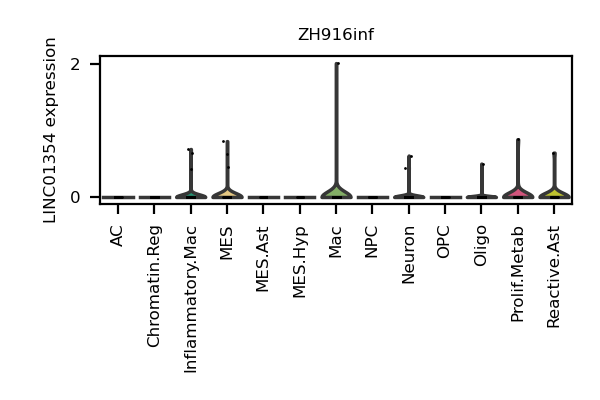 ZH916inf
LINC01354 expression
2
0
AC
Chromatin.Reg
Inflammatory.Mac
MES
MES.Ast
MES.Hyp
Mac
NPC
Neuron
OPC
Oligo
Prolif.Metab
Reactive.Ast